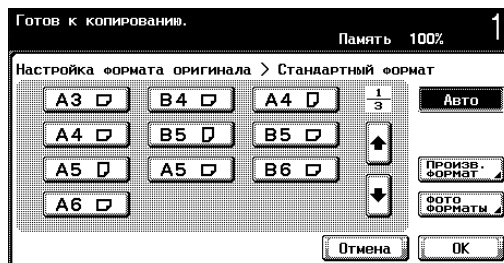 Готов к копированию.
1
Память 100%
Настройка формата оригинала > Стандартный формат
A3 B4 A4 1/3 Авто
A4 B5 B5
A5 A5 B6 Произв. формат
A6 Фото форматы
Отмена OK